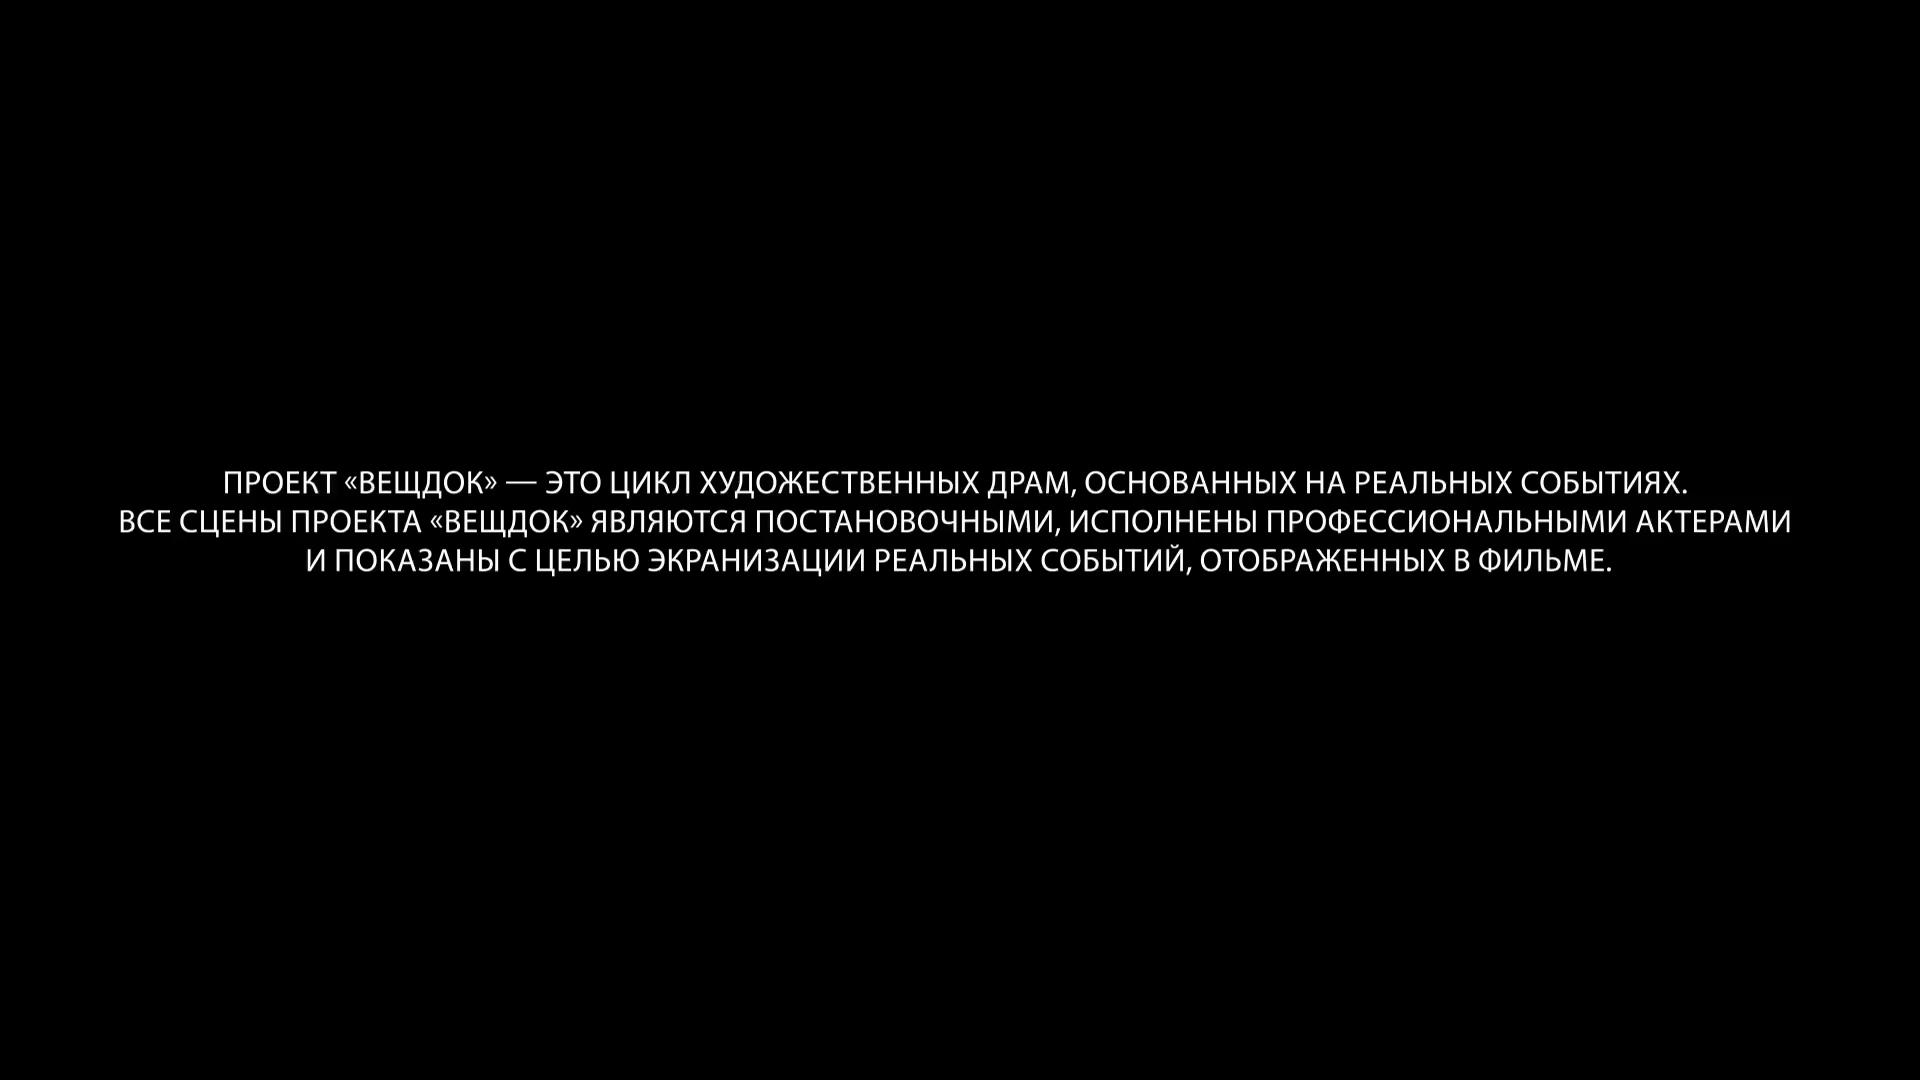 ПРОЕКТ «ВЕЩДОК» — ЭТО ЦИКЛ ХУДОЖЕСТВЕННЫХ ДРАМ, ОСНОВАННЫХ НА РЕАЛЬНЫХ СОБЫТИЯХ.
ВСЕ СЦЕНЫ ПРОЕКТА «ВЕЩДОК» ЯВЛЯЮТСЯ ПОСТАНОВОЧНЫМИ, ИСПОЛНЕНЫ ПРОФЕССИОНАЛЬНЫМИ АКТЕРАМИ
И ПОКАЗАНЫ С ЦЕЛЬЮ ЭКРАНИЗАЦИИ РЕАЛЬНЫХ СОБЫТИЙ, ОТОБРАЖЕННЫХ В ФИЛЬМЕ.